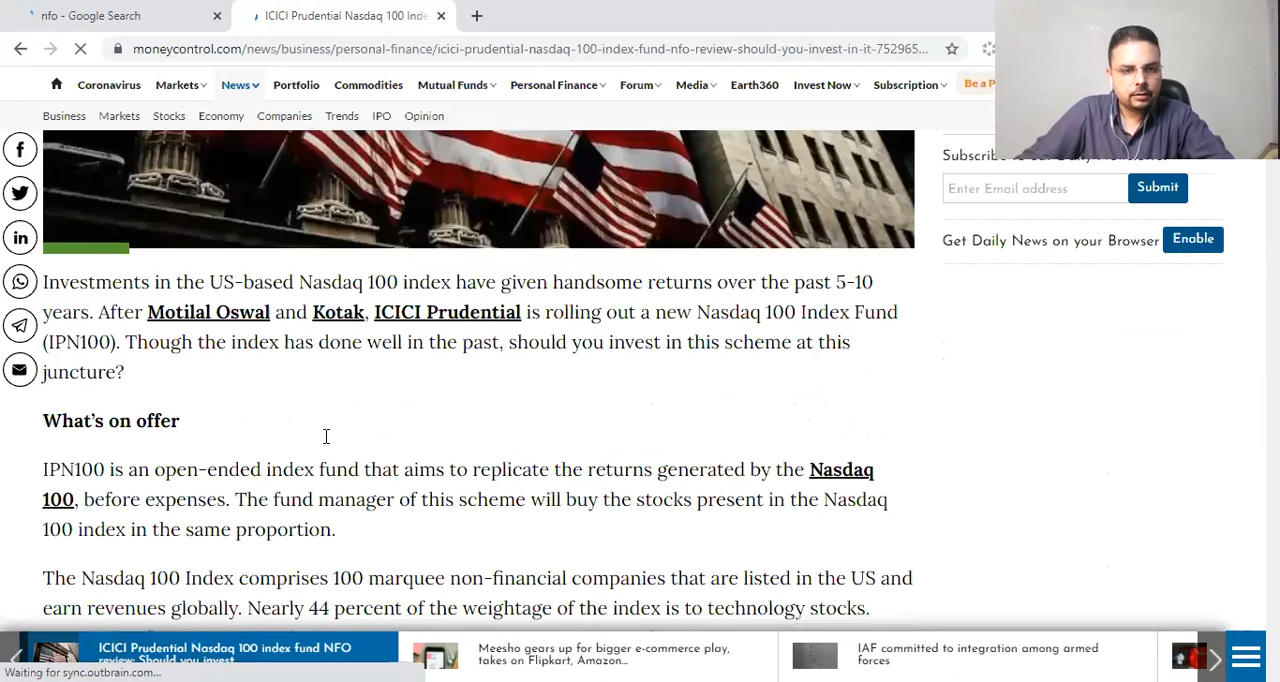 nfo - Google Search
ICICI Prudential Nasdaq 100 Inde
moneycontrol.com/news/business/personal-finance/icici-prudential-nasdaq-100-index-fund-nfo-review-should-you-invest-in-it-752965...
Coronavirus Markets News Portfolio Commodities Mutual Funds Personal Finance Forum Media Earth360 Invest Now Subscription Be a P
Business Markets Stocks Economy Companies Trends IPO Opinion
Subscribe to our Daily
Enter Email address Submit
Get Daily News on your Browser Enable
Investments in the US-based Nasdaq 100 index have given handsome returns over the past 5-10
years. After Motilal Oswal and Kotak, ICICI Prudential is rolling out a new Nasdaq 100 Index Fund
(IPN100). Though the index has done well in the past, should you invest in this scheme at this
juncture?
What's on offer
IPN100 is an open-ended index fund that aims to replicate the returns generated by the Nasdaq
100, before expenses. The fund manager of this scheme will buy the stocks present in the Nasdaq
100 index in the same proportion.
The Nasdaq 100 Index comprises 100 marquee non-financial companies that are listed in the US and
earn revenues globally. Nearly 44 percent of the weightage of the index is to technology stocks.
ICICI Prudential Nasdaq 100 index fund NFO
review: Should you invest
Meesho gears up for bigger e-commerce play,
takes on Flipkart, Amazon...
IAF committed to integration among armed
forces
Waiting for sync.outbrain.com...